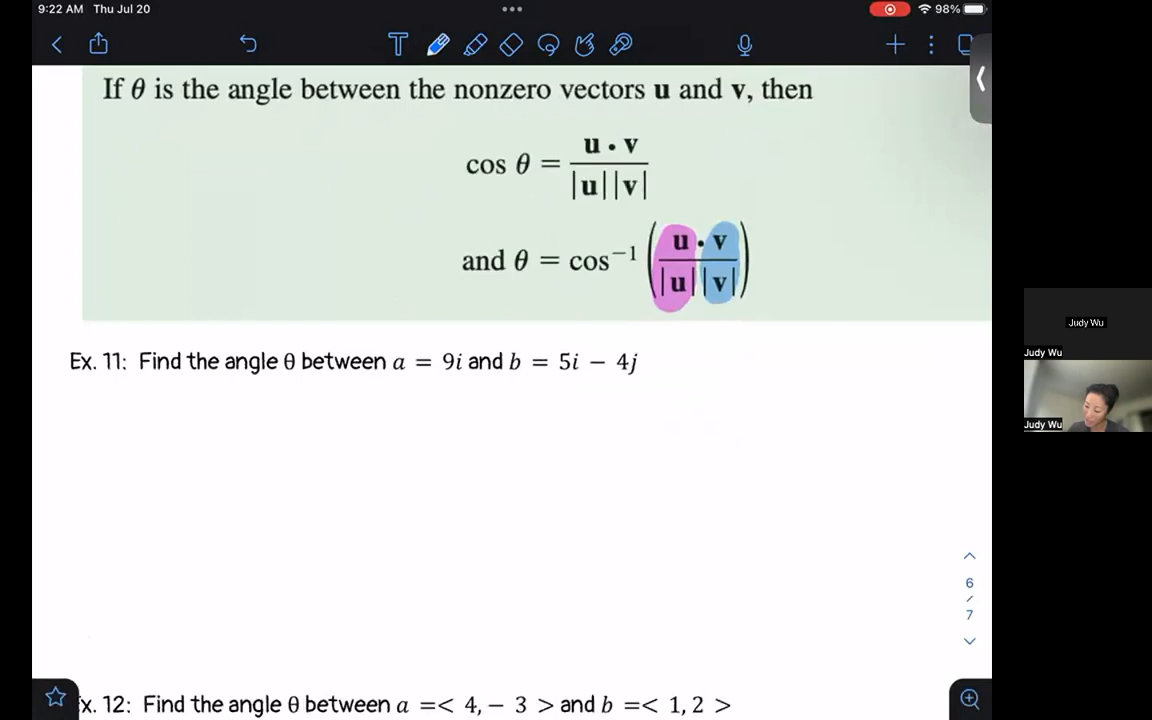 9:22 AM Thu Jul 20
98%
If θ is the angle between the nonzero vectors u and v, then
cos θ = u • v / |u||v|
and θ = cos⁻¹ (u • v / |u||v|)
Ex. 11: Find the angle θ between a = 9i and b = 5i − 4j
Judy Wu
Judy Wu
Judy Wu
6
/
7
x. 12: Find the angle θ between a =< 4, − 3 > and b =< 1, 2 >